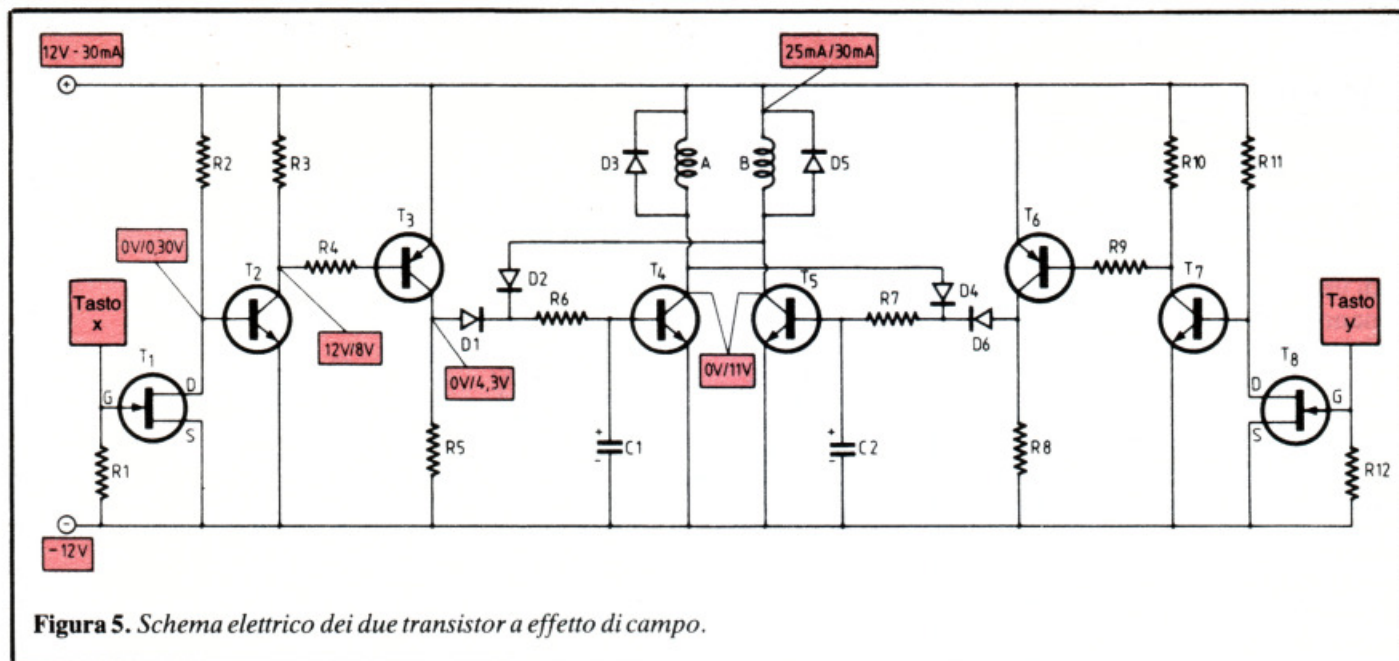 12V-30mA
25mA/30mA
R2
R3
D3
A
B
D5
R10
R11
T3
T6
0V/0,30V
R4
R9
T2
D2
T4
T5
D4
T7
Tasto
x
R6
R7
Tasto
y
12V/8V
D1
D6
T1
T8
0V/4,3V
0V/11V
D
G
S
D
G
S
R1
R5
+
C1
-
+
C2
-
R8
R12
+
-
-12V
Figura 5. Schema elettrico dei due transistor a effetto di campo.